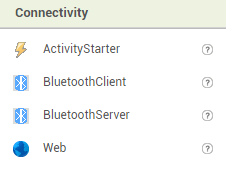 Connectivity
ActivityStarter ?
BluetoothClient ?
BluetoothServer ?
Web ?